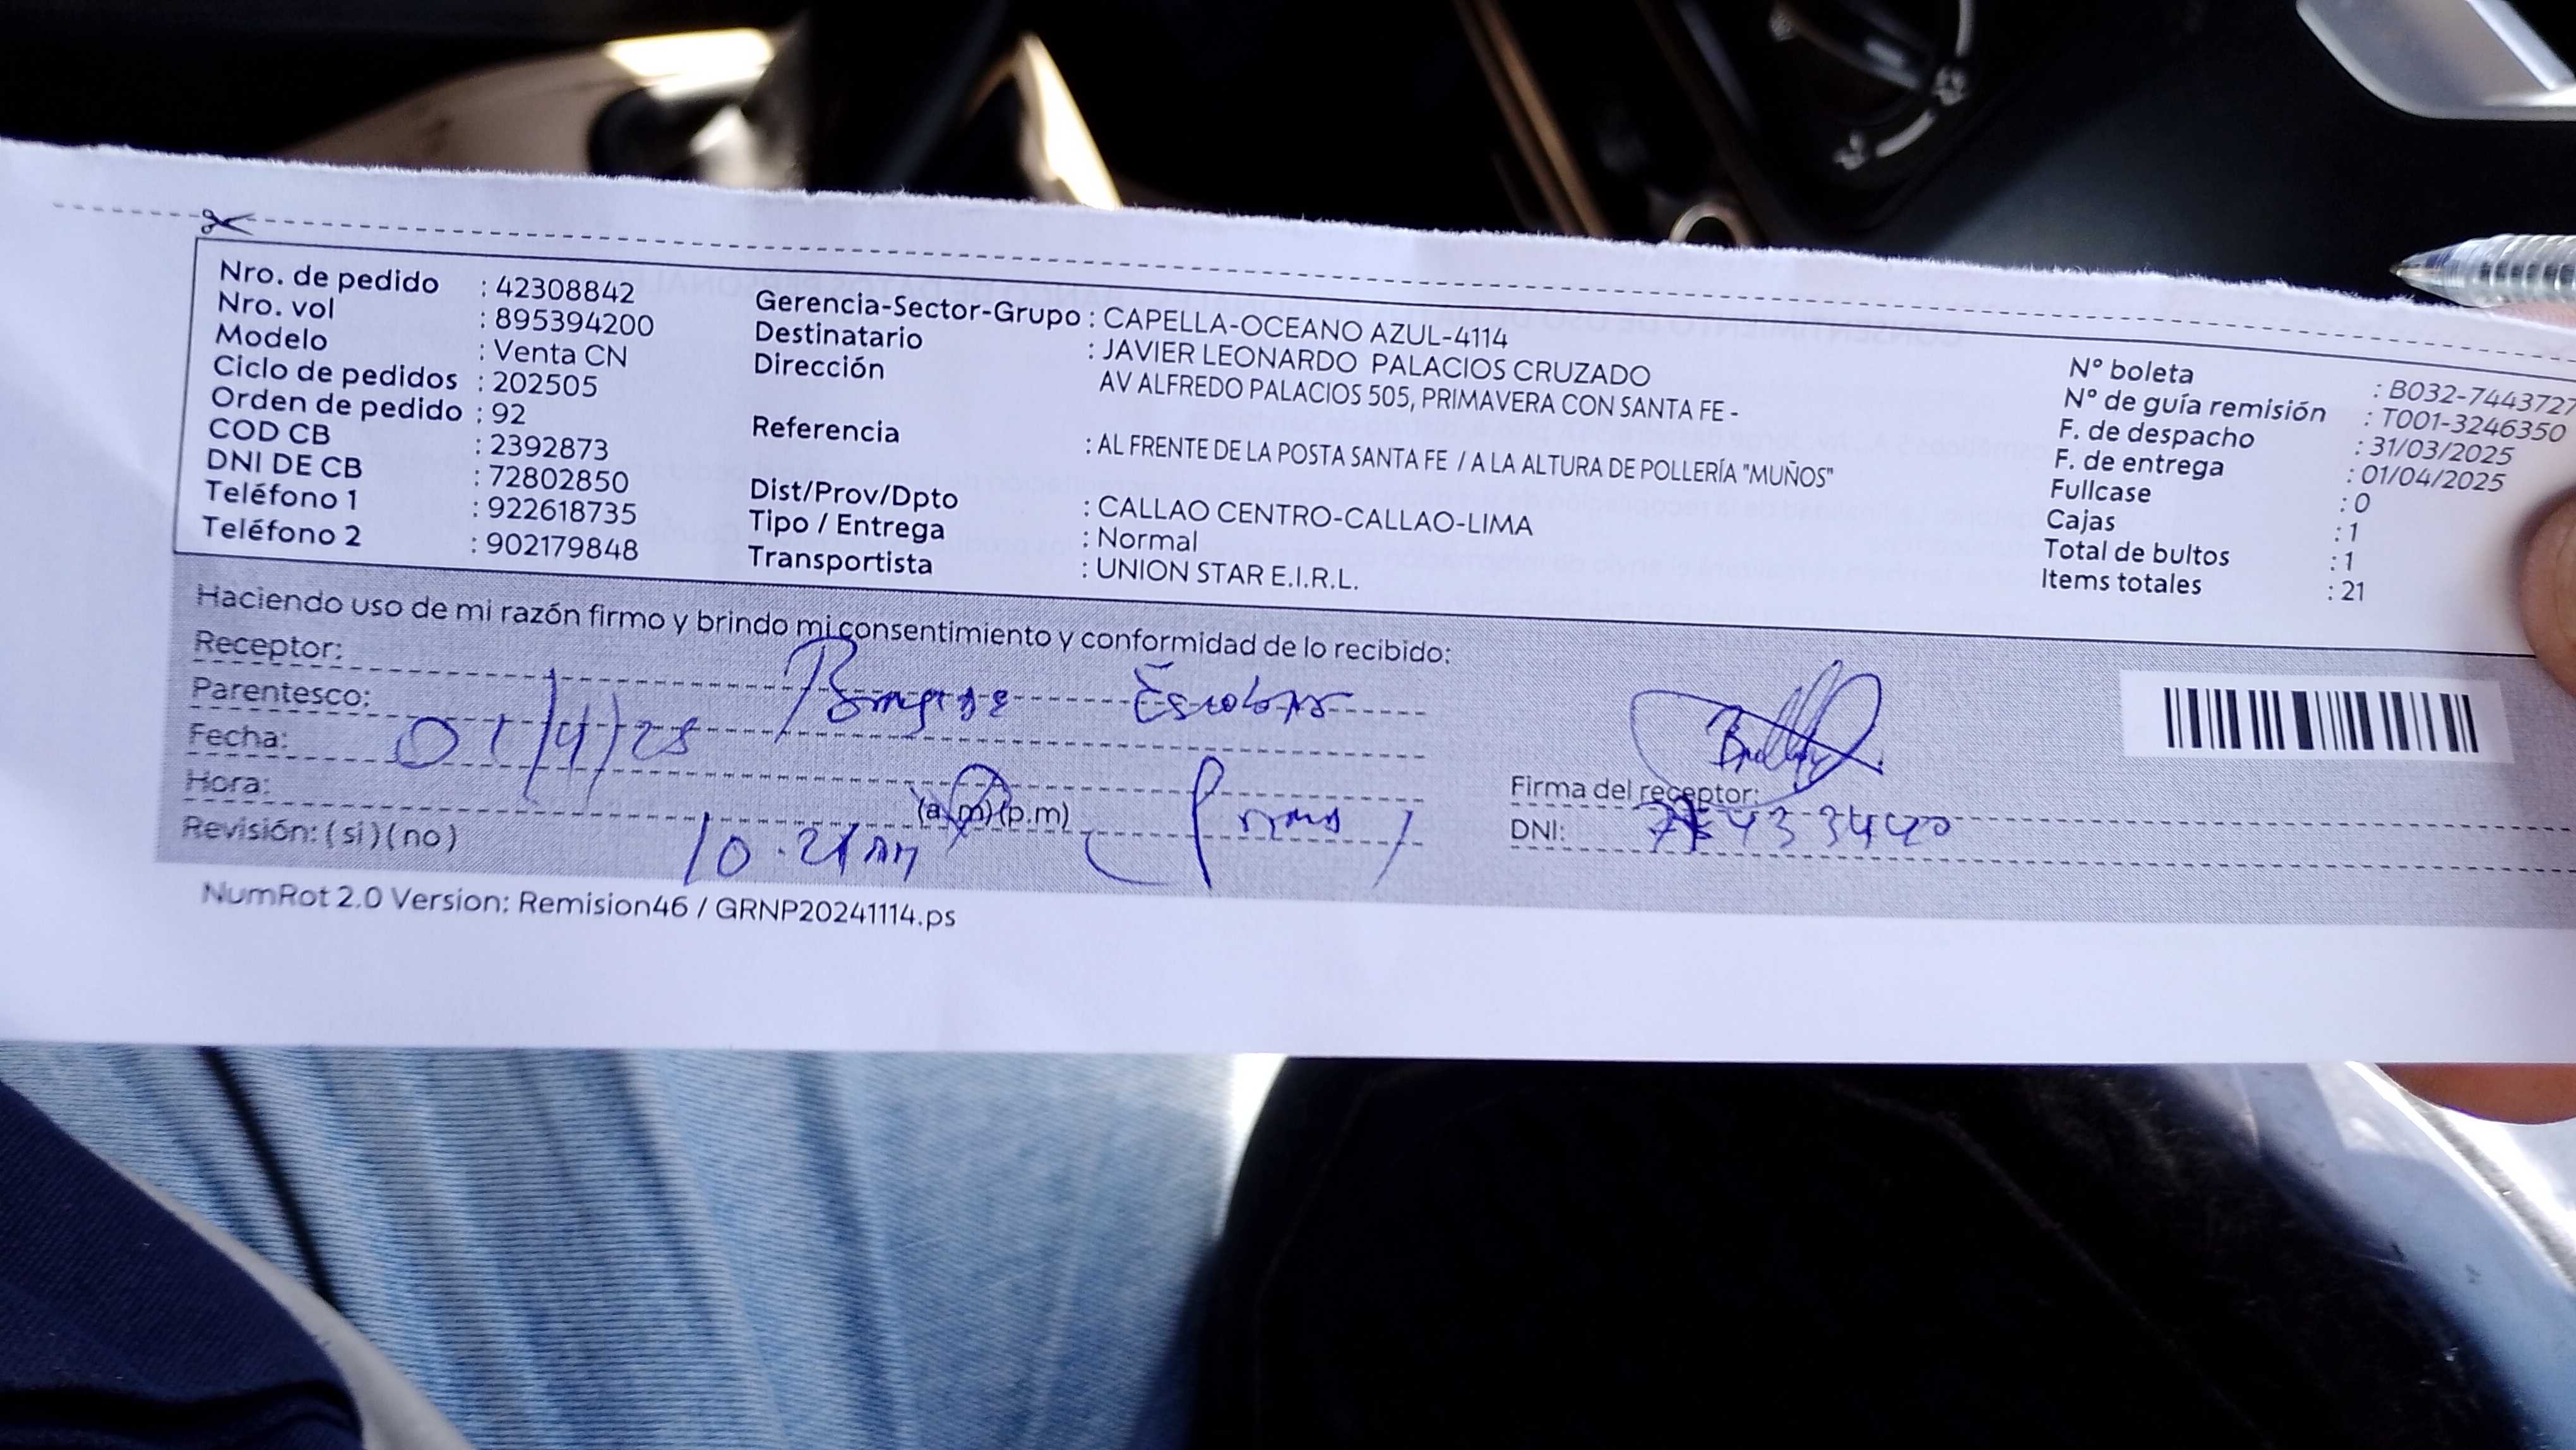 Nro. de pedido : 42308842
Nro. vol : 895394200
Modelo : Venta CN
Ciclo de pedidos : 202505
Orden de pedido : 92
COD CB : 2392873
DNI DE CB : 72802850
Teléfono 1 : 922618735
Teléfono 2 : 902179848
Gerencia-Sector-Grupo : CAPELLA-OCEANO AZUL-4114
Destinatario : JAVIER LEONARDO PALACIOS CRUZADO
Dirección AV ALFREDO PALACIOS 505, PRIMAVERA CON SANTA FE -
Referencia : AL FRENTE DE LA POSTA SANTA FE / A LA ALTURA DE POLLERÍA "MUÑOS"
Dist/Prov/Dpto : CALLAO CENTRO-CALLAO-LIMA
Tipo / Entrega : Normal
Transportista : UNION STAR E.I.R.L.
N° boleta : B032-7443727
N° de guía remisión : T001-3246350
F. de despacho : 31/03/2025
F. de entrega : 01/04/2025
Fullcase : 0
Cajas : 1
Total de bultos : 1
Items totales : 21
Haciendo uso de mi razón firmo y brindo mi consentimiento y conformidad de lo recibido:
Receptor:
Parentesco:
Fecha: 01/4/25
Hora: (a.m)(p.m)
Revisión: (si) (no)
Firma del receptor:
DNI:
NumRot 2.0 Version: Remision46 / GRNP20241114.ps